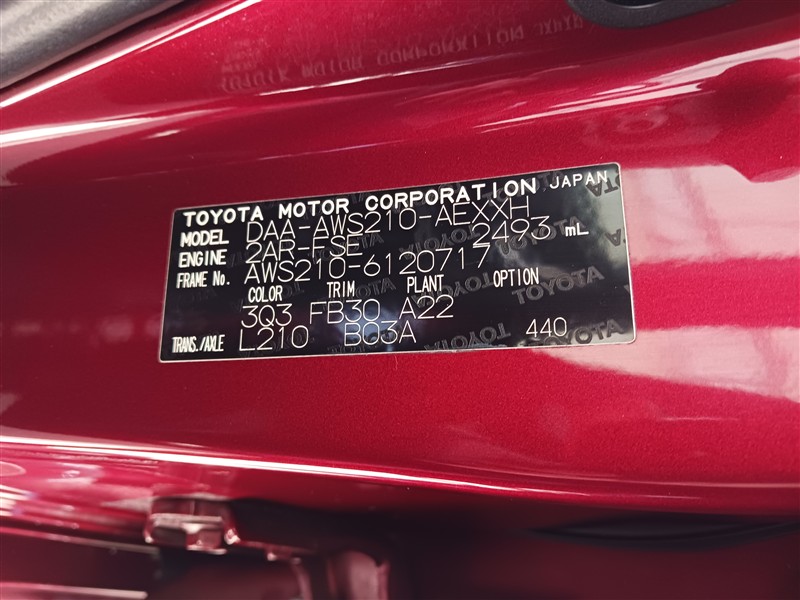 TOYOTA MOTOR CORPORATION JAPAN
MODEL DAA-AWS210-AEXXH
ENGINE 2AR-FSE 2493 mL
FRAME No. AWS210-6120717
COLOR TRIM PLANT OPTION
3Q3 FB30 A22
TRANS./AXLE L210 B03A 440